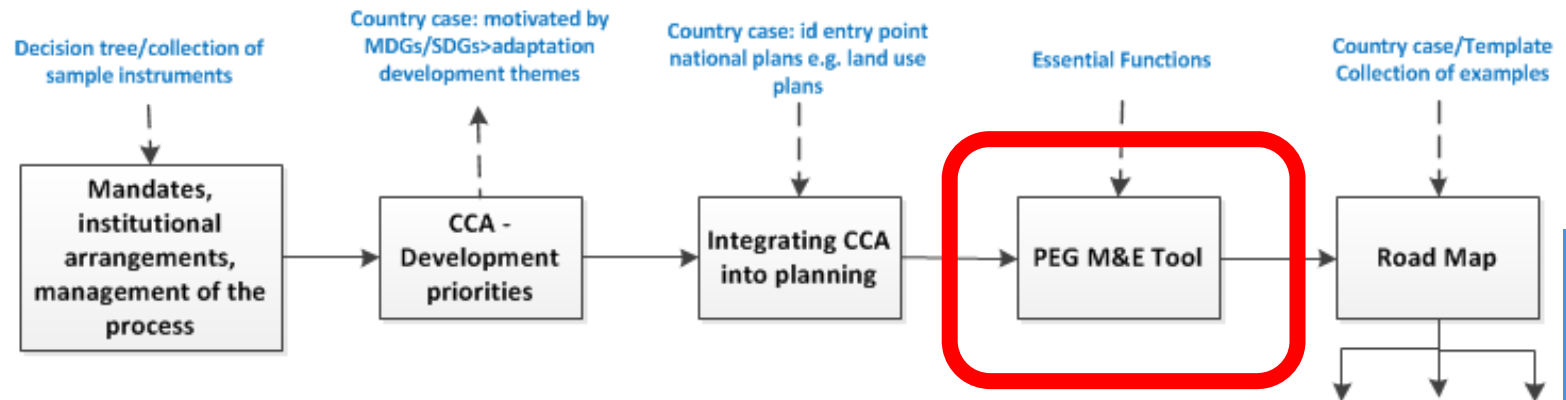 Decision tree/collection of
sample instruments
Country case: motivated by
MDGs/SDGs>adaptation
development themes
Country case: id entry point
national plans e.g. land use
plans
Essential Functions
Country case/Template
Collection of examples
Mandates,
institutional
arrangements,
management of the
process
CCA -
Development
priorities
Integrating CCA
into planning
PEG M&E Tool
Road Map